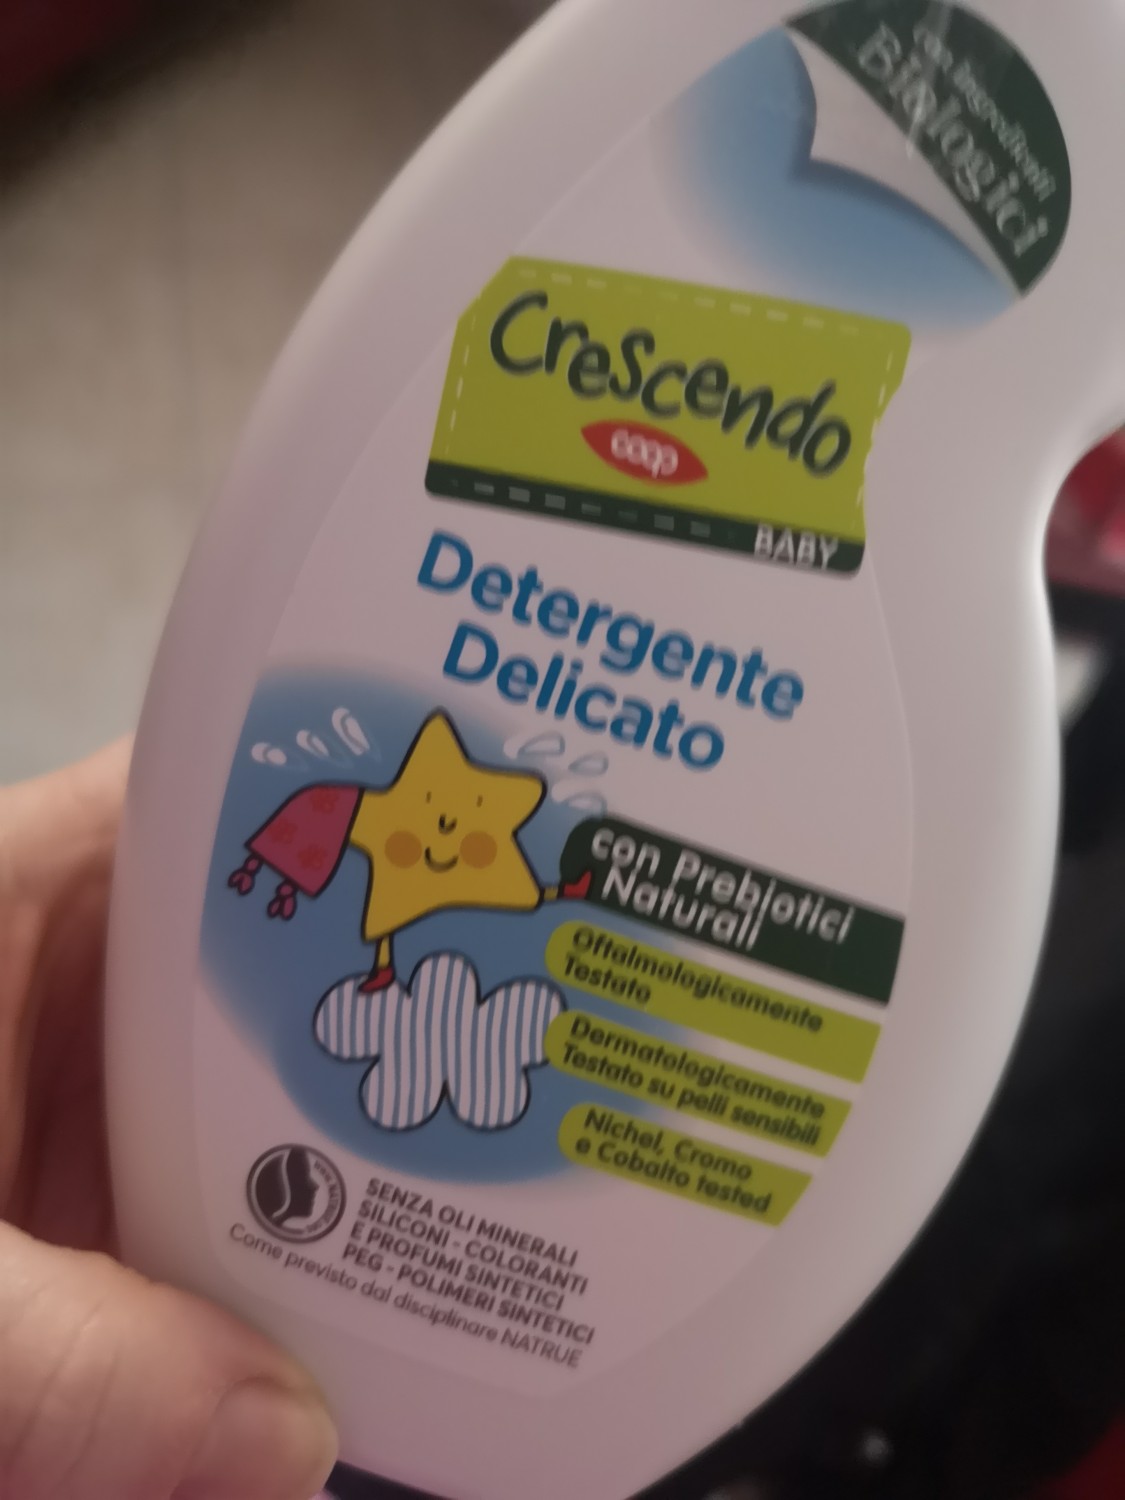 con ingredienti
Biologici
Crescendo
coop
BABY
Detergente
Delicato
con Prebiotici
Naturali
Oftalmologicamente
Testato
Dermatologicamente
Testato su pelli sensibili
Nichel, Cromo
e Cobalto tested
SENZA OLI MINERALI
SILICONI - COLORANTI
E PROFUMI SINTETICI
PEG - POLIMERI SINTETICI
Come previsto dal disciplinare NATRUE